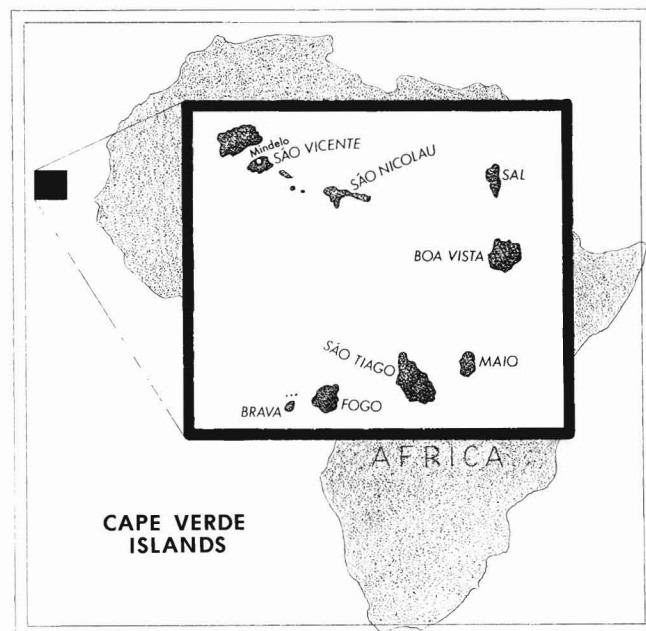 Mindelo
SÃO VICENTE
SÃO NICOLAU
SAL
BOA VISTA
SÃO TIAGO
MAIO
BRAVA
FOGO
AFRICA
CAPE VERDE
ISLANDS